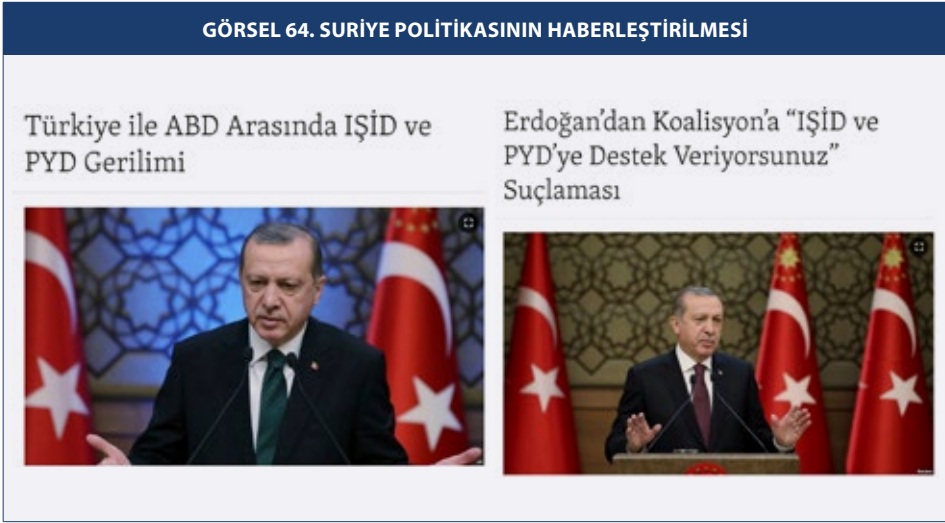 GÖRSEL 64. SURİYE POLİTİKASININ HABERLEŞTİRİLMESİ
Türkiye ile ABD Arasında IŞİD ve
PYD Gerilimi
Erdoğan’dan Koalisyon’a “IŞİD ve
PYD’ye Destek Veriyorsunuz”
Suçlaması